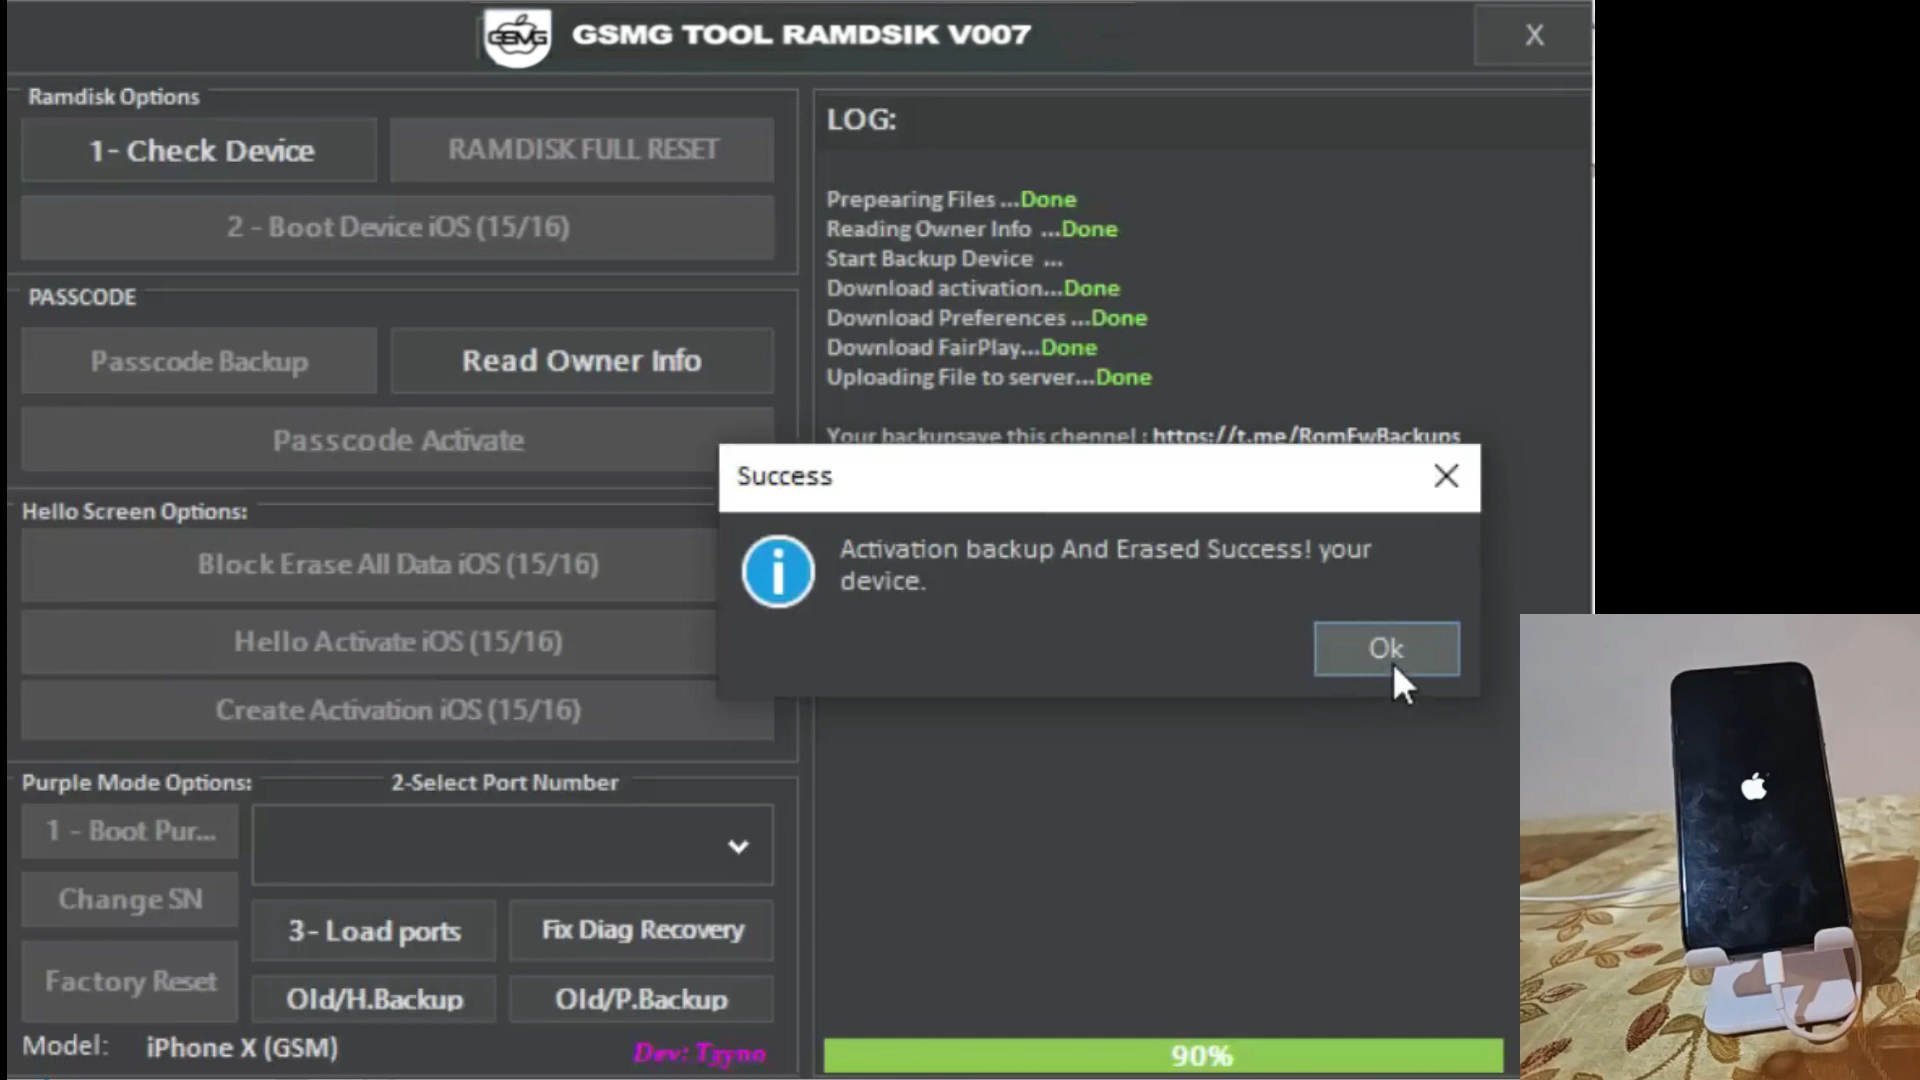 GSMG
GSMG TOOL RAMDSIK V007
X
Ramdisk Options
1- Check Device
RAMDISK FULL RESET
2 - Boot Device iOS (15/16)
PASSCODE
Passcode Backup
Read Owner Info
Passcode Activate
Hello Screen Options:
Block Erase All Data iOS (15/16)
Hello Activate iOS (15/16)
Create Activation iOS (15/16)
Purple Mode Options:
2-Select Port Number
1 - Boot Pur...
Change SN
3- Load ports
Fix Diag Recovery
Factory Reset
Old/H.Backup
Old/P.Backup
Model: iPhone X (GSM)
Dev: Tzyno
LOG:
Prepearing Files ...Done
Reading Owner Info ...Done
Start Backup Device ...
Download activation...Done
Download Preferences ...Done
Download FairPlay...Done
Uploading File to server...Done
Your backupsave this channel : https://t.me/RomFwBackups
Success
Activation backup And Erased Success! your
device.
Ok
90%